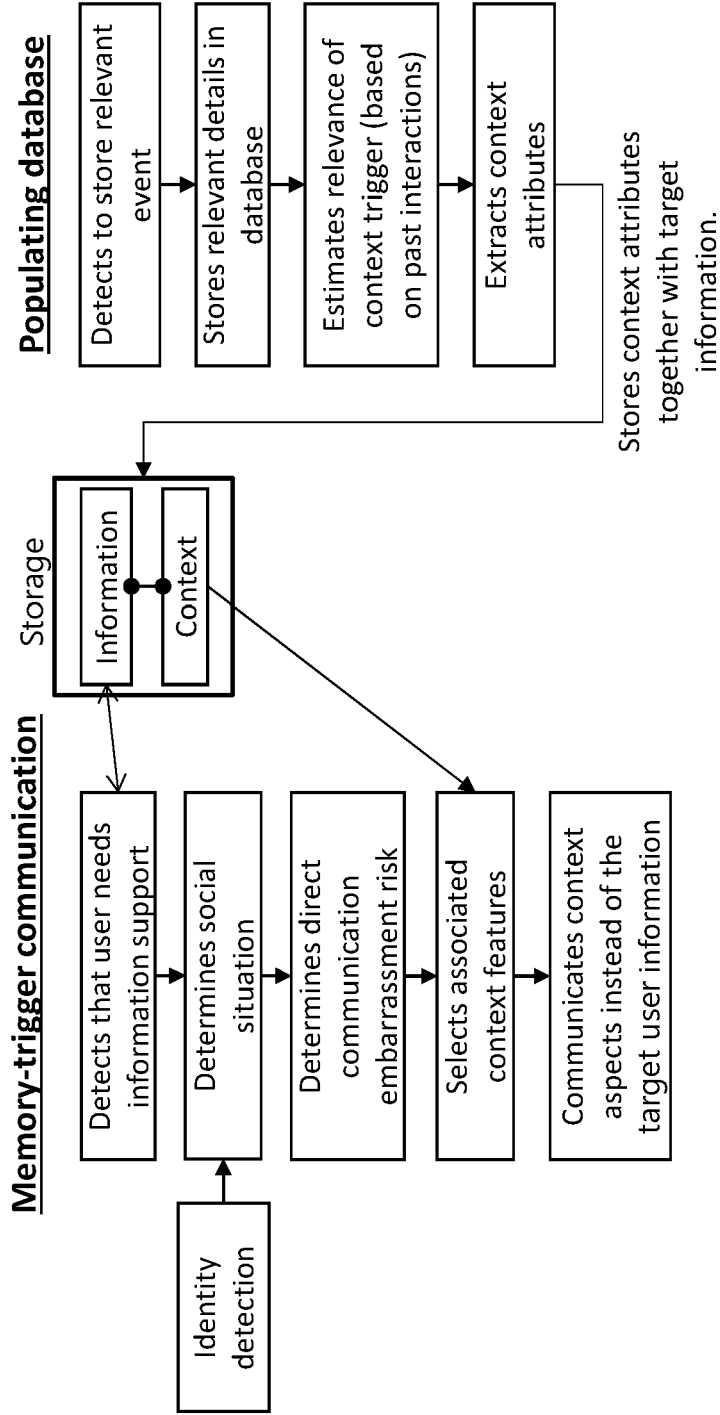 Memory-trigger communication
Identity
detection
Detects that user needs
information support
Determines social
situation
Determines direct
communication
embarrassment risk
Selects associated
context features
Communicates context
aspects instead of the
target user information
Storage
Information
Context
Populating database
Detects to store relevant
event
Stores relevant details in
database
Estimates relevance of
context trigger (based
on past interactions)
Extracts context
attributes
Stores context attributes
together with target
information.